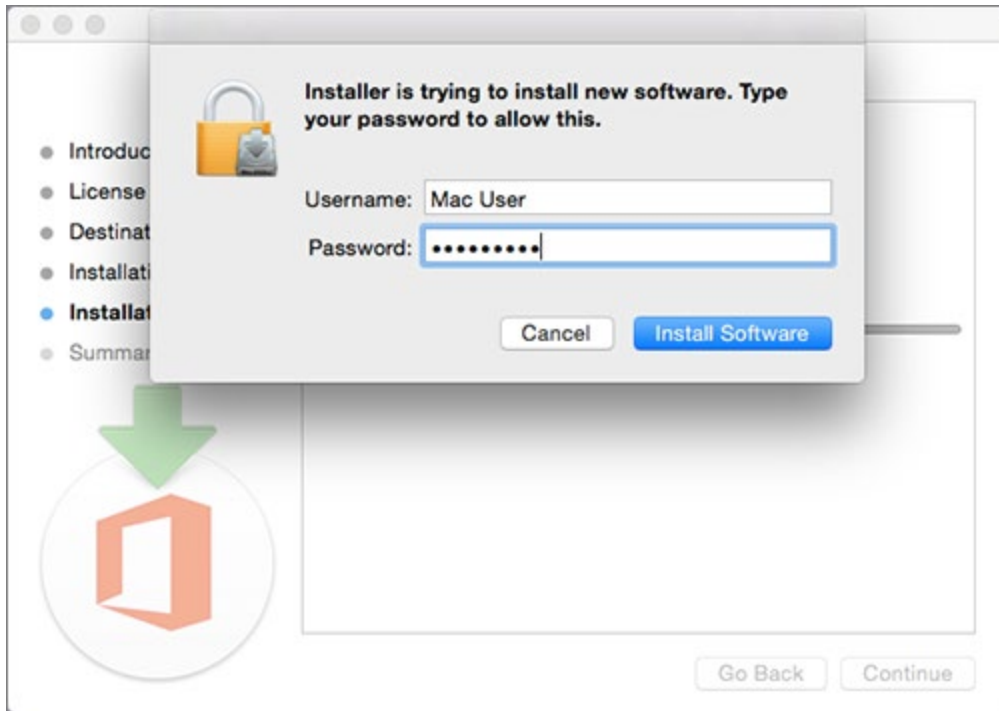 Installer is trying to install new software. Type
your password to allow this.
Username: Mac User
Password: •••••••••
Cancel Install Software
Introduc
License
Destinat
Installati
Installat
Summar
Go Back Continue